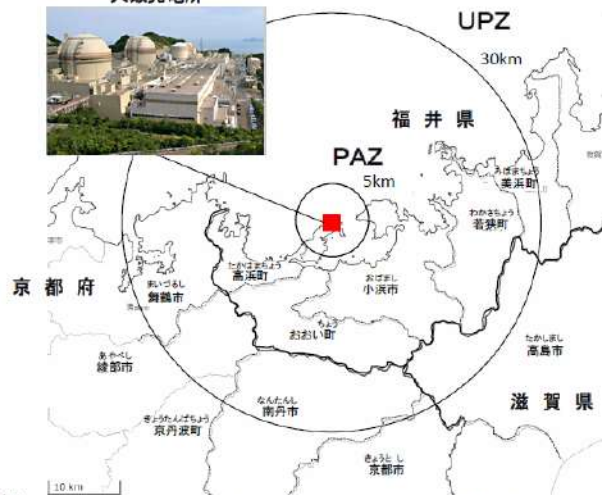 UPZ
30km
福井県
PAZ
5km
みはまちょう
美浜町
わかさちょう
若狭町
たかはまちょう
高浜町
おばまし
小浜市
京都府
まいづるし
舞鶴市
ちょう
おおい町
たかしまし
高島市
あやべし
綾部市
滋賀県
なんたんし
南丹市
きょうたんばちょう
京丹波町
きょうとし
京都市
10 km